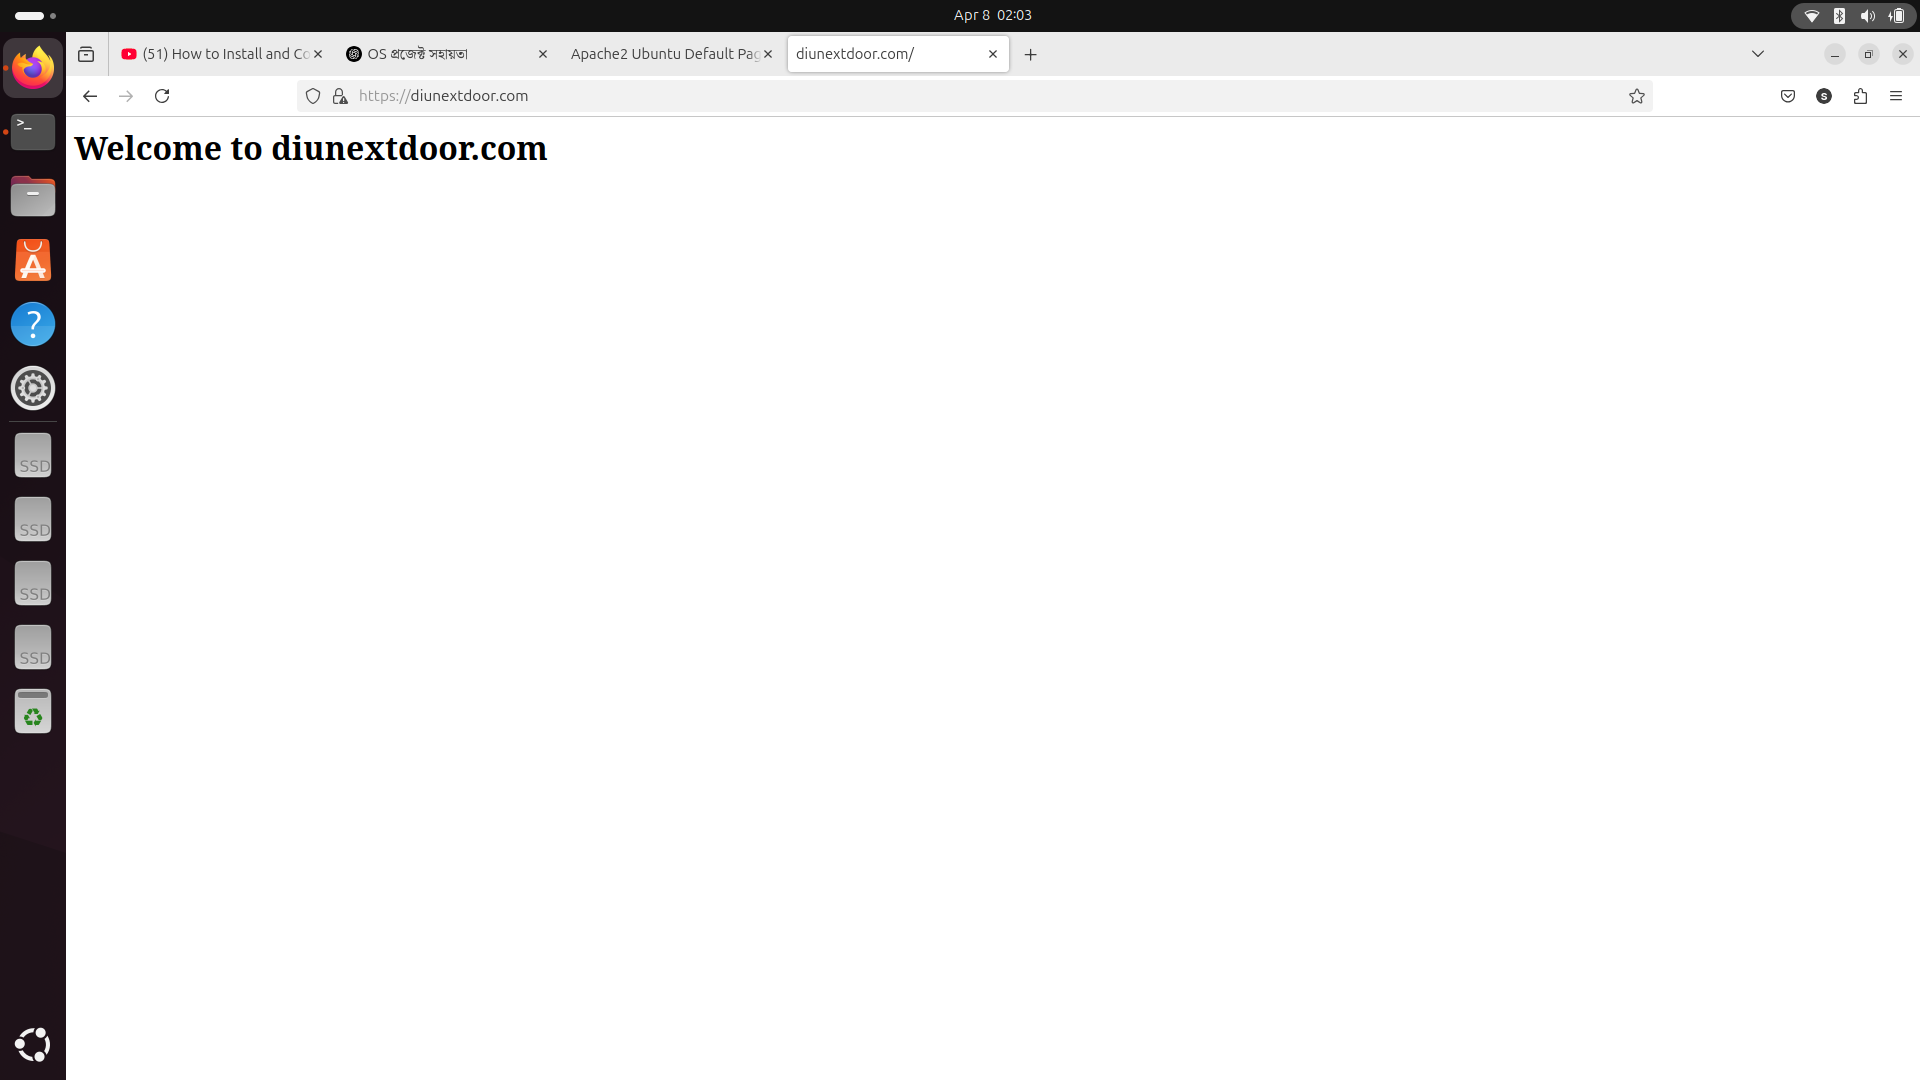 Apr 8 02:03
(51) How to Install and Co
OS প্রজেক্ট সহায়তা
Apache2 Ubuntu Default Pag
diunextdoor.com/
https://diunextdoor.com
S
Welcome to diunextdoor.com
>_
A
?
SSD
SSD
SSD
SSD